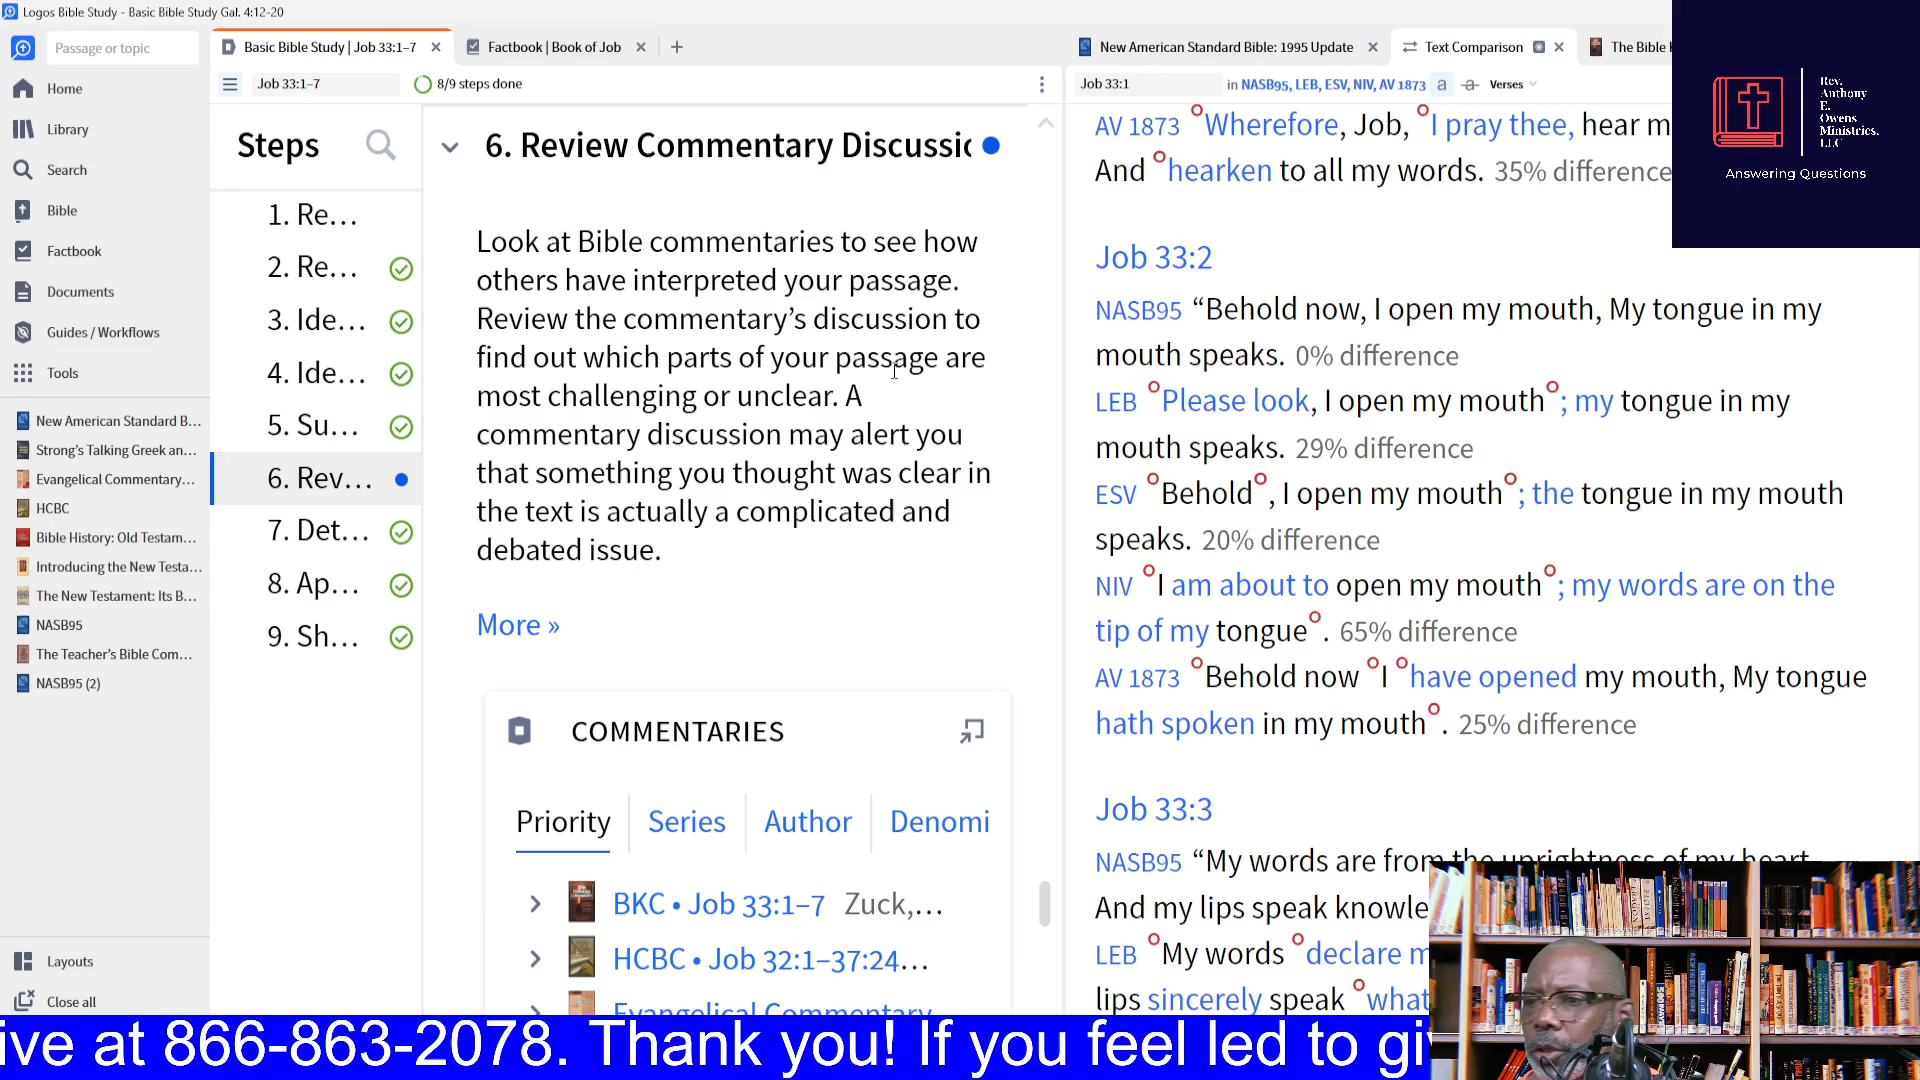 Logos Bible Study - Basic Bible Study Gal. 4:12-20
Passage or topic
Home
Library
Search
Bible
Factbook
Documents
Guides / Workflows
Tools
New American Standard B...
Strong's Talking Greek an...
Evangelical Commentary...
HCBC
Bible History: Old Testam...
Introducing the New Testa...
The New Testament: Its B...
NASB95
The Teacher's Bible Com...
NASB95 (2)
Layouts
Close all
Basic Bible Study | Job 33:1–7
Factbook | Book of Job
Job 33:1–7
8/9 steps done
Steps
1. Re...
2. Re...
3. Ide...
4. Ide...
5. Su...
6. Rev...
7. Det...
8. Ap...
9. Sh...
6. Review Commentary Discussic
Look at Bible commentaries to see how
others have interpreted your passage.
Review the commentary's discussion to
find out which parts of your passage are
most challenging or unclear. A
commentary discussion may alert you
that something you thought was clear in
the text is actually a complicated and
debated issue.
More »
COMMENTARIES
Priority
Series
Author
Denomi
BKC • Job 33:1–7 Zuck,...
HCBC • Job 32:1–37:24...
Evangelical Commentary
New American Standard Bible: 1995 Update
Text Comparison
The Bible
Job 33:1
in NASB95, LEB, ESV, NIV, AV 1873
a
a
Verses
AV 1873 Wherefore, Job, I pray thee, hear m
And hearken to all my words. 35% difference
Job 33:2
NASB95 “Behold now, I open my mouth, My tongue in my
mouth speaks. 0% difference
LEB Please look, I open my mouth; my tongue in my
mouth speaks. 29% difference
ESV Behold, I open my mouth; the tongue in my mouth
speaks. 20% difference
NIV I am about to open my mouth; my words are on the
tip of my tongue. 65% difference
AV 1873 Behold now I have opened my mouth, My tongue
hath spoken in my mouth. 25% difference
Job 33:3
NASB95 “My words are from the uprightness of my heart,
And my lips speak knowle
LEB My words declare m
lips sincerely speak what
Rev.
Anthony
E.
Owens
Ministries,
LLC
Answering Questions
ive at 866-863-2078. Thank you! If you feel led to gi